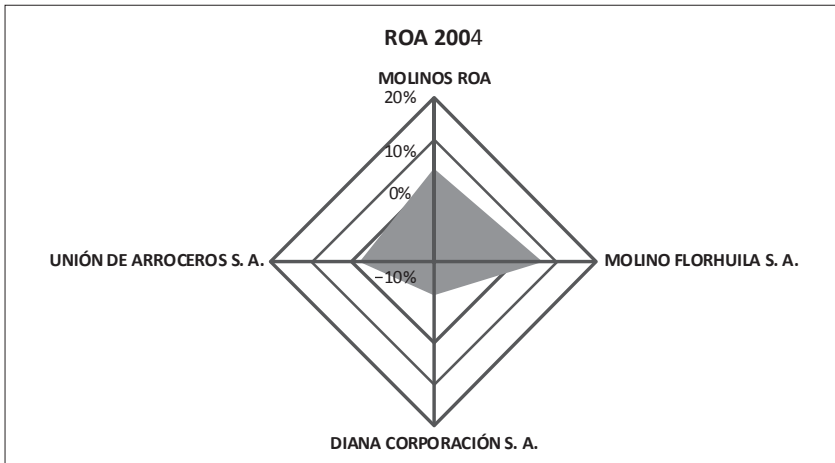 ROA 2004
MOLINOS ROA
20%
10%
0%
UNIÓN DE ARROCEROS S. A.
MOLINO FLORHUILA S. A.
−10%
DIANA CORPORACIÓN S. A.